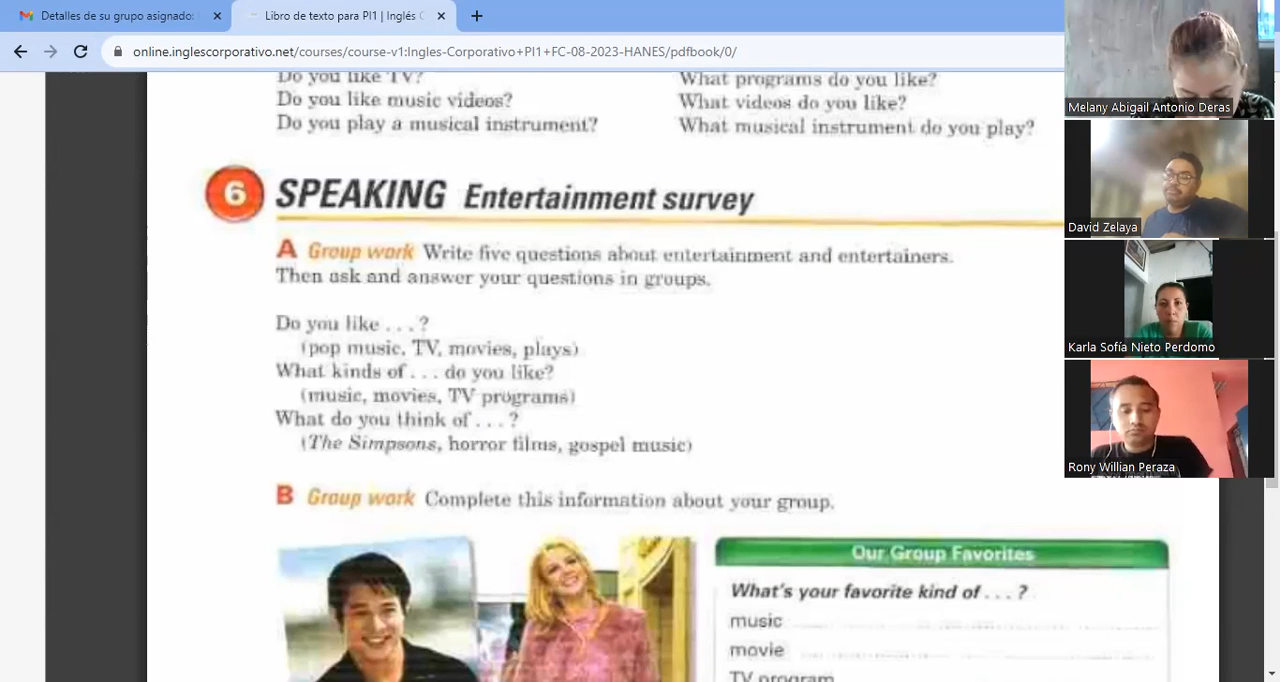 Detalles de su grupo asignado:
Libro de texto para PI1 | Inglés C
online.inglescorporativo.net/courses/course-v1:Ingles-Corporativo+PI1+FC-08-2023-HANES/pdfbook/0/
Do you like TV?
What programs do you like?
Do you like music videos?
What videos do you like?
Do you play a musical instrument?
What musical instrument do you play?
6 SPEAKING Entertainment survey
A Group work Write five questions about entertainment and entertainers.
Then ask and answer your questions in groups.
Do you like . . . ?
(pop music, TV, movies, plays)
What kinds of . . . do you like?
(music, movies, TV programs)
What do you think of . . . ?
(The Simpsons, horror films, gospel music)
B Group work Complete this information about your group.
Our Group Favorites
What's your favorite kind of . . . ?
music
movie
TV program
Melany Abigail Antonio Deras
David Zelaya
Karla Sofía Nieto Perdomo
Rony Willian Peraza